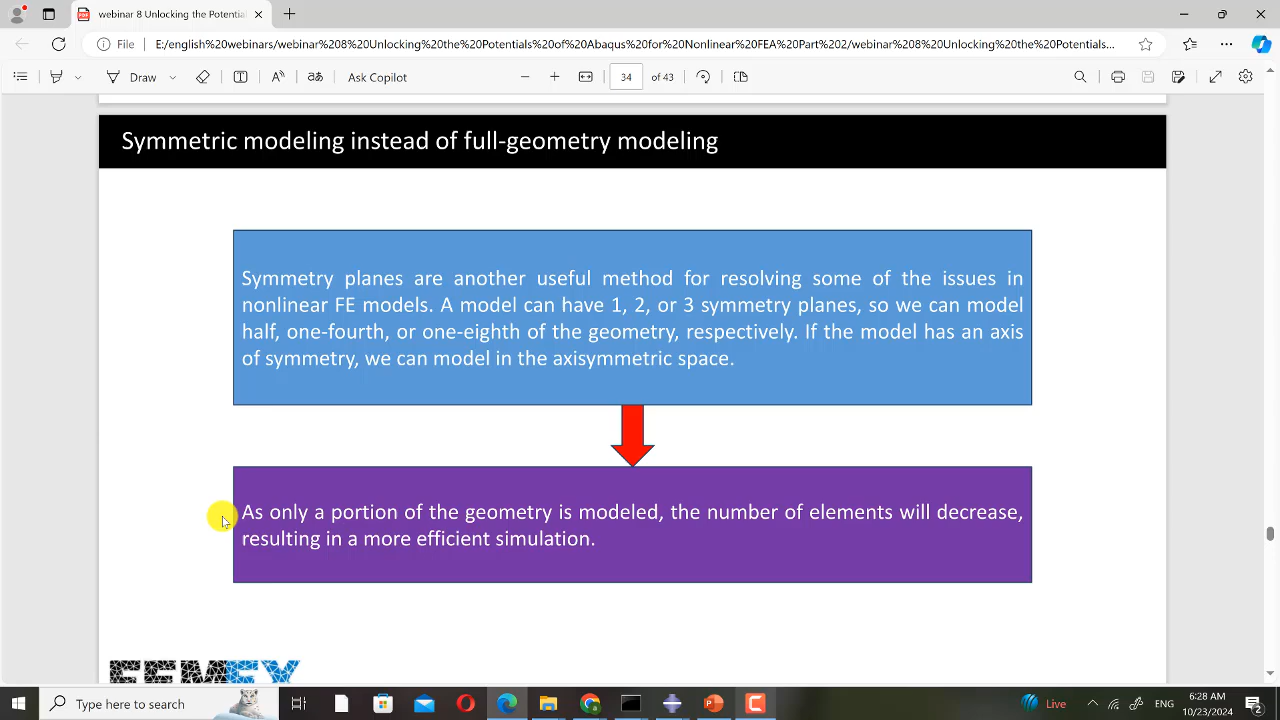 webinar 8 Unlocking the Potentia
File
E:/english%20webinars/webinar%208%20Unlocking%20the%20Potentials%20o%20Abaqus%20for%20Nonlinear%20FEA%20Part%202/webinar%208%20Unlocking%20the%20Potentials...
Draw
Ask Copilot
34 of 43
Symmetric modeling instead of full-geometry modeling
Symmetry planes are another useful method for resolving some of the issues in
nonlinear FE models. A model can have 1, 2, or 3 symmetry planes, so we can model
half, one-fourth, or one-eighth of the geometry, respectively. If the model has an axis
of symmetry, we can model in the axisymmetric space.
As only a portion of the geometry is modeled, the number of elements will decrease,
resulting in a more efficient simulation.
Type here to search
Live
ENG
6:28 AM
10/23/2024
2